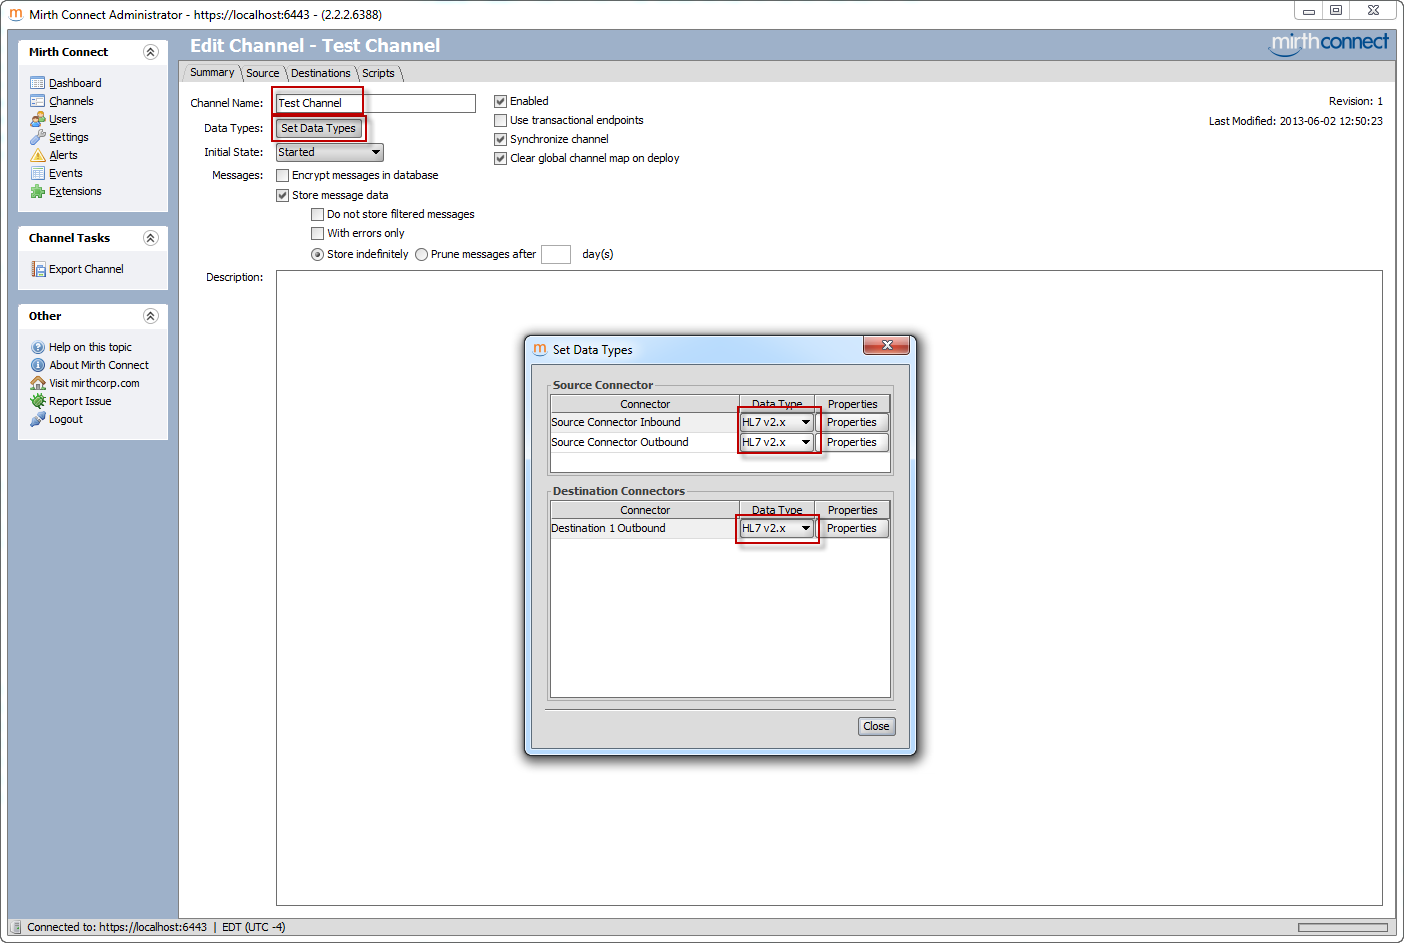 Mirth Connect Administrator - https://localhost:6443 - (2.2.2.6388)
Mirth Connect
Dashboard
Channels
Users
Settings
Alerts
Events
Extensions
Channel Tasks
Export Channel
Other
Help on this topic
About Mirth Connect
Visit mirthcorp.com
Report Issue
Logout
Edit Channel - Test Channel
mirthconnect
Summary Source Destinations Scripts
Channel Name: Test Channel
Data Types: Set Data Types
Initial State: Started
Messages: Encrypt messages in database
Store message data
Do not store filtered messages
With errors only
Store indefinitely Prune messages after day(s)
Enabled
Use transactional endpoints
Synchronize channel
Clear global channel map on deploy
Revision: 1
Last Modified: 2013-06-02 12:50:23
Description:
Set Data Types
Source Connector
Connector Data Type Properties
Source Connector Inbound HL7 v2.x Properties
Source Connector Outbound HL7 v2.x Properties
Destination Connectors
Connector Data Type Properties
Destination 1 Outbound HL7 v2.x Properties
Close
Connected to: https://localhost:6443 | EDT (UTC -4)